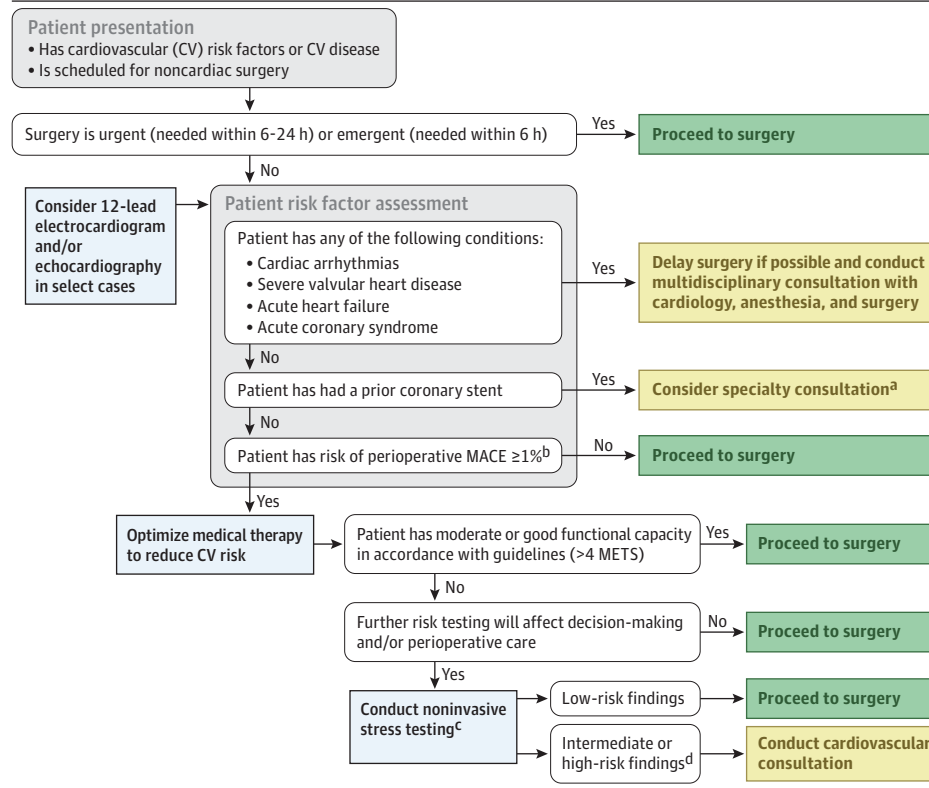 Patient presentation
• Has cardiovascular (CV) risk factors or CV disease
• Is scheduled for noncardiac surgery
Surgery is urgent (needed within 6-24 h) or emergent (needed within 6 h)
Yes
Proceed to surgery
No
Consider 12-lead
electrocardiogram
and/or
echocardiography
in select cases
Patient risk factor assessment
Patient has any of the following conditions:
• Cardiac arrhythmias
• Severe valvular heart disease
• Acute heart failure
• Acute coronary syndrome
Yes
Delay surgery if possible and conduct
multidisciplinary consultation with
cardiology, anesthesia, and surgery
No
Patient has had a prior coronary stent
Yes
Consider specialty consultationa
No
Patient has risk of perioperative MACE ≥1%b
No
Proceed to surgery
Yes
Optimize medical therapy
to reduce CV risk
Patient has moderate or good functional capacity
in accordance with guidelines (>4 METS)
Yes
Proceed to surgery
No
Further risk testing will affect decision-making
and/or perioperative care
No
Proceed to surgery
Yes
Conduct noninvasive
stress testingc
Low-risk findings
Proceed to surgery
Intermediate or
high-risk findingsd
Conduct cardiovascular
consultation